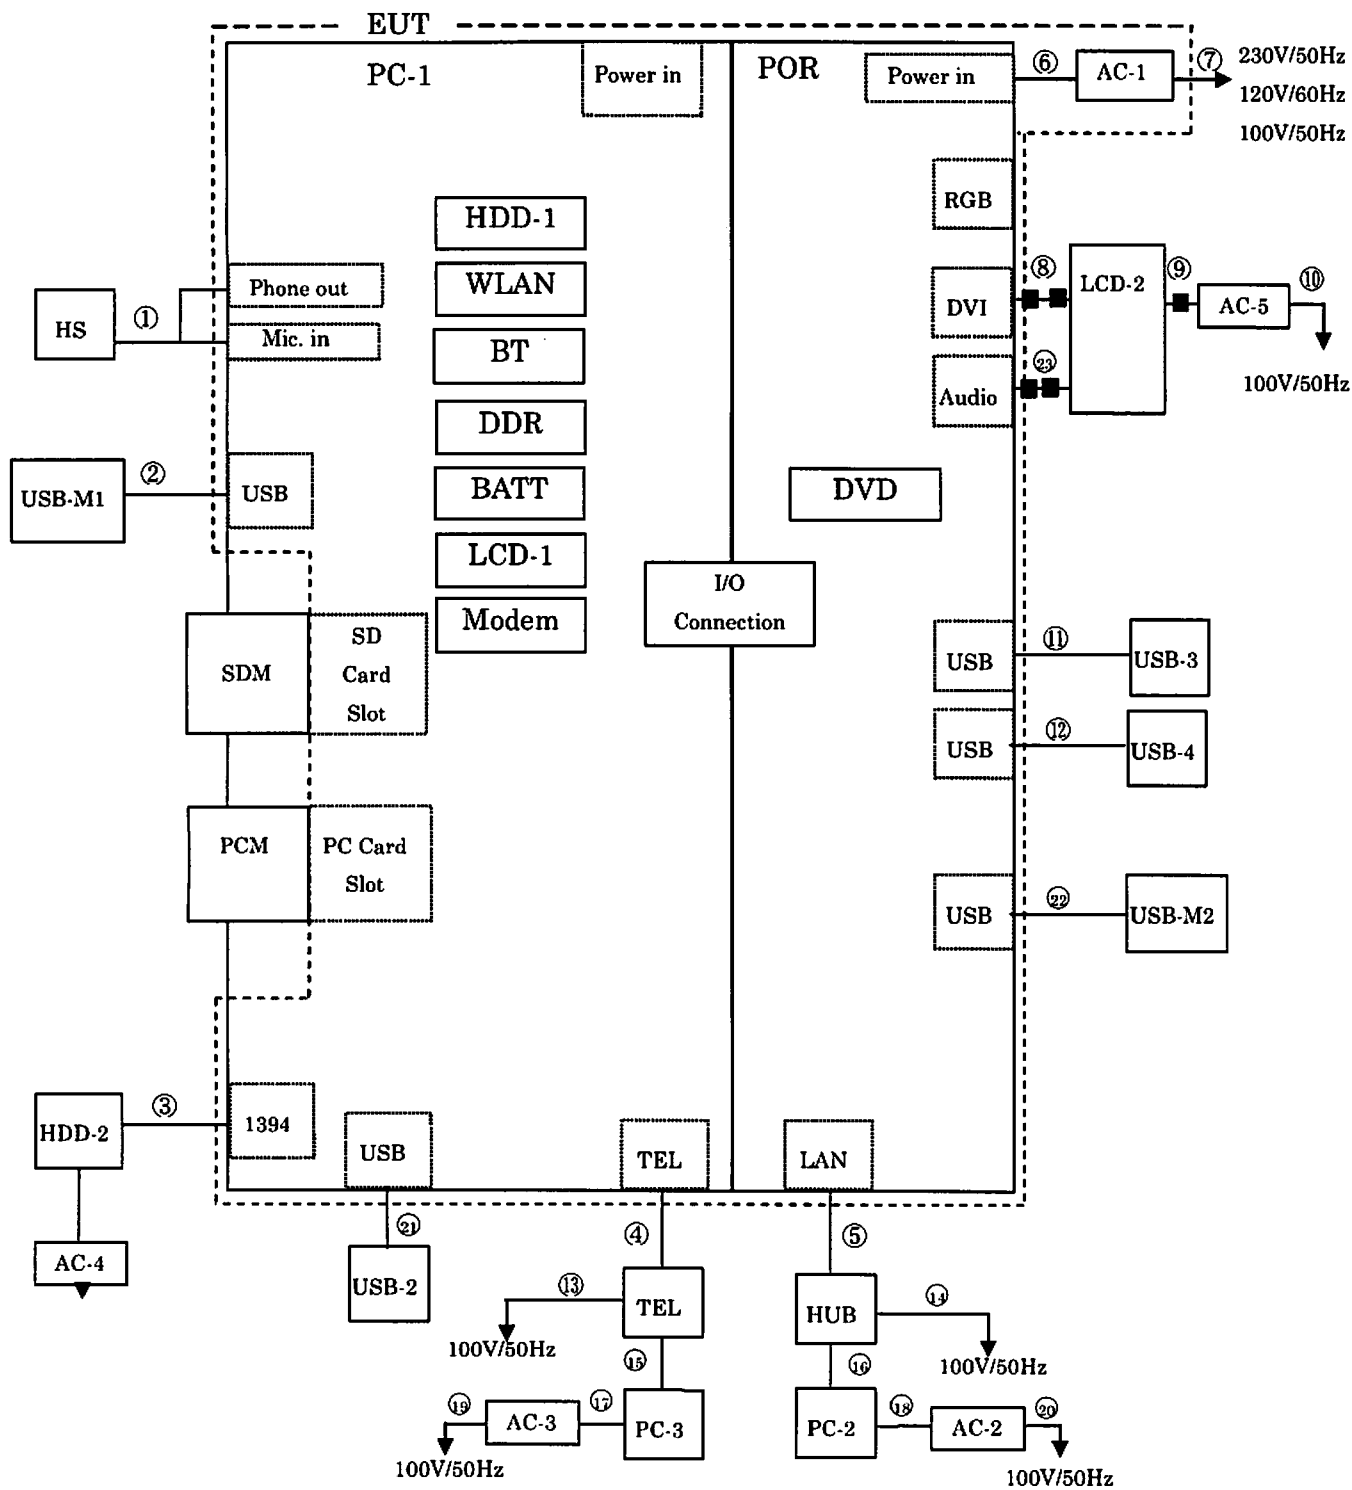 EUT
PC-1
Power in
POR
Power in
⑥
AC-1
⑦
230V/50Hz
120V/60Hz
100V/50Hz
RGB
HDD-1
WLAN
BT
DDR
BATT
LCD-1
Modem
Phone out
Mic. in
HS
①
DVI
⑧
LCD-2
⑨
AC-5
⑩
100V/50Hz
Audio
㉓
USB-M1
②
USB
DVD
I/O
Connection
SDM
SD
Card
Slot
USB
⑪
USB-3
USB
⑫
USB-4
PCM
PC Card
Slot
USB
㉒
USB-M2
HDD-2
③
1394
AC-4
USB
㉑
USB-2
TEL
④
TEL
⑬
100V/50Hz
⑮
PC-3
⑰
AC-3
⑲
100V/50Hz
LAN
⑤
HUB
⑭
100V/50Hz
⑯
PC-2
⑱
AC-2
⑳
100V/50Hz